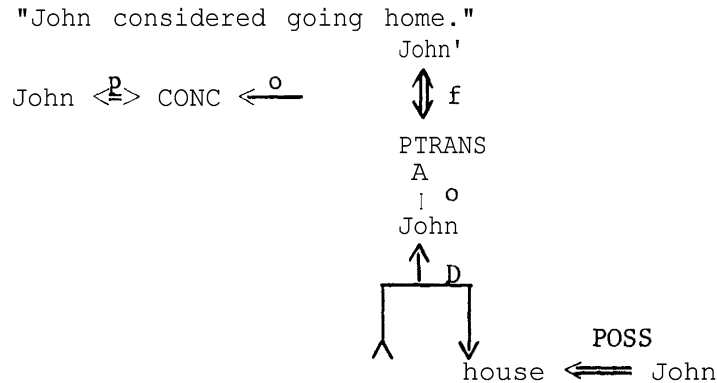 "John considered going home."
John'
John <p=> CONC <— o
f
PTRANS
A
| o
John
D
POSS
house <= John